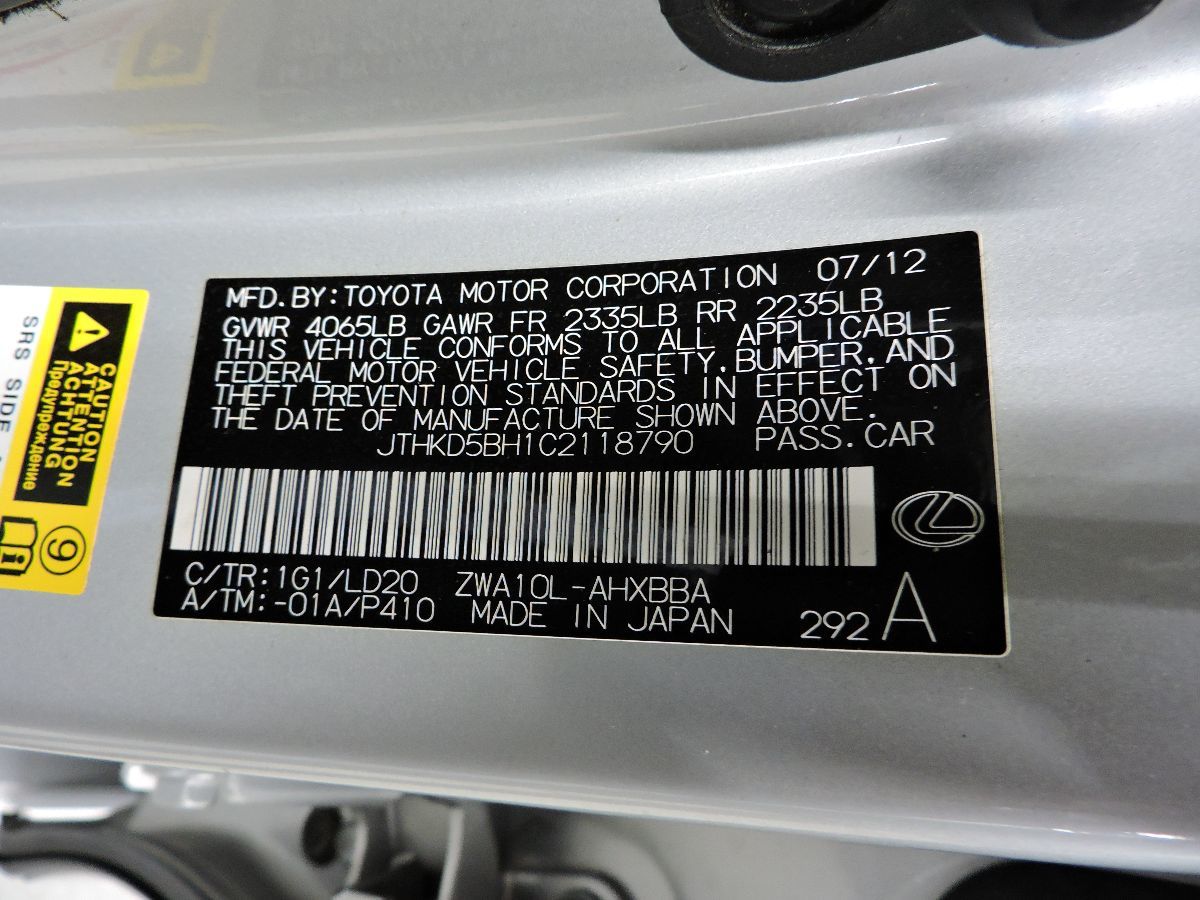 MFD.BY:TOYOTA MOTOR CORPORATION 07/12
GVWR 4065LB GAWR FR 2335LB RR 2235LB
THIS VEHICLE CONFORMS TO ALL APPLICABLE
FEDERAL MOTOR VEHICLE SAFETY,BUMPER,AND
THEFT PREVENTION STANDARDS IN EFFECT ON
THE DATE OF MANUFACTURE SHOWN ABOVE.
JTHKD5BH1C2118790 PASS.CAR
C/TR:1G1/LD20 ZWA10L-AHXBBA
A/TM:-01A/P410 MADE IN JAPAN 292 A
CAUTION
ATTENTION
ACHTUNG
Предупреждение
9
SRS SIDE